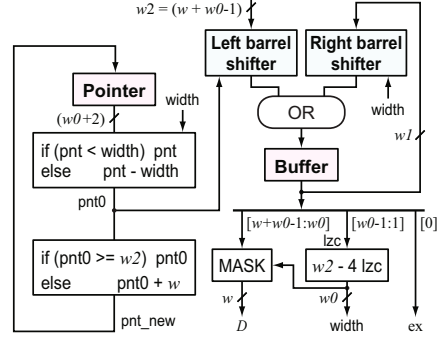 w2 = (w + w0-1)
Left barrel
shifter
Right barrel
shifter
Pointer
width
(w0+2)
OR
width
w1
if (pnt < width) pnt
else pnt - width
Buffer
pnt0
[w+w0-1:w0]
[w0-1:1]
[0]
lzc
if (pnt0 >= w2) pnt0
else pnt0 + w
MASK
w2 - 4 lzc
w
w0
pnt_new
D
width
ex